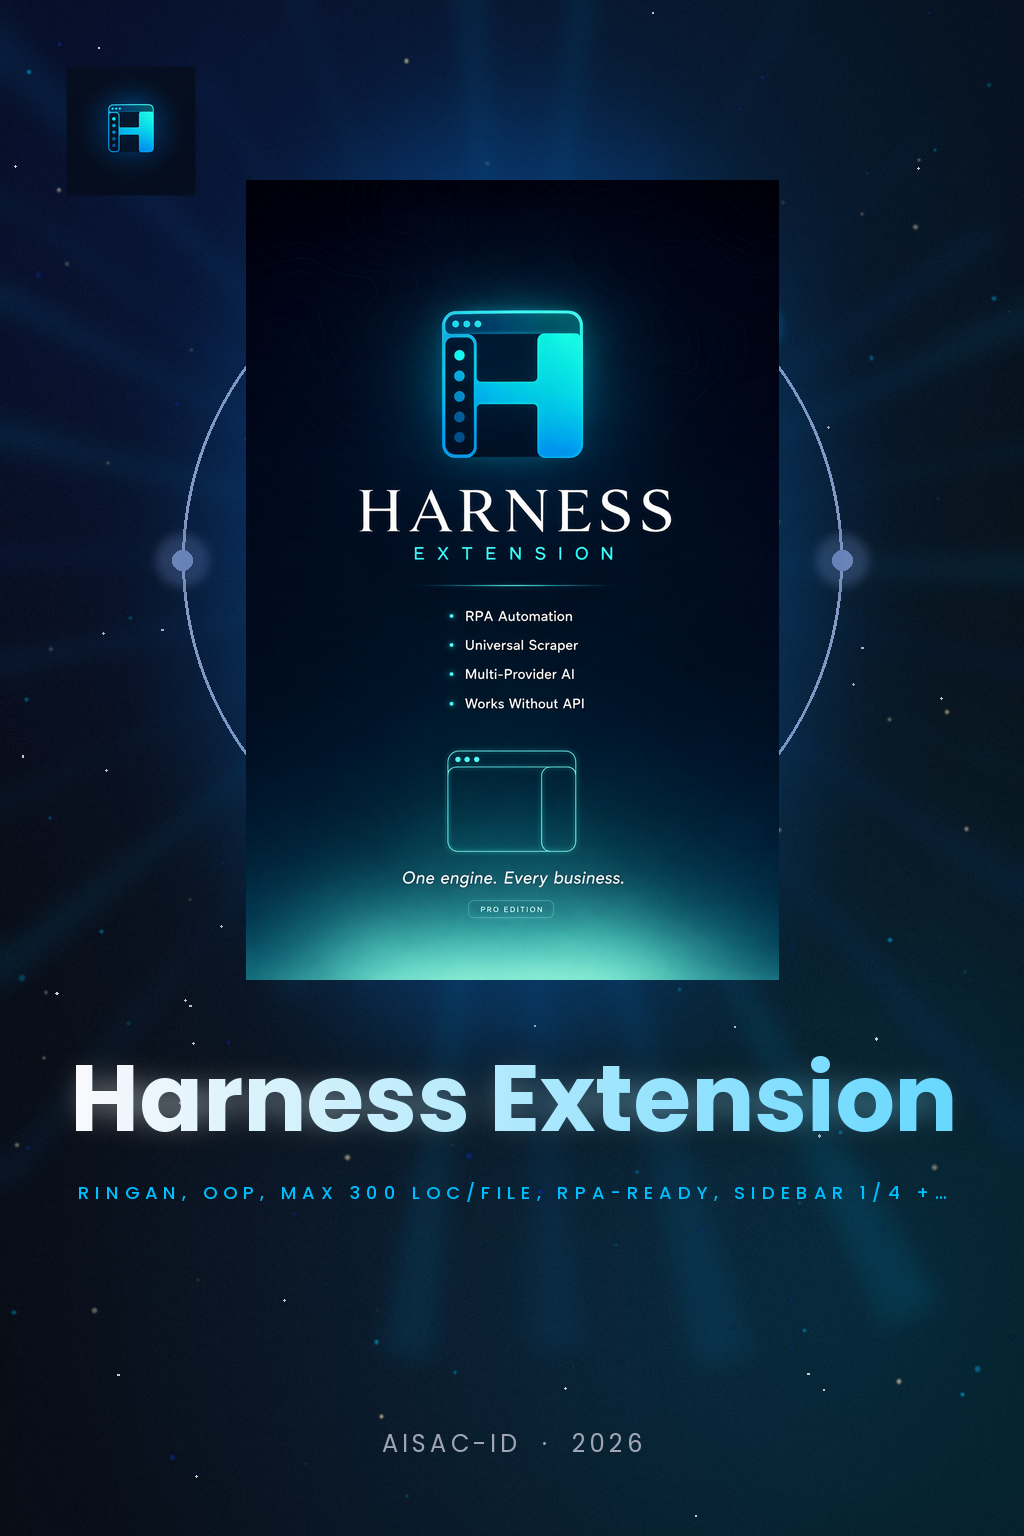 HARNESS
EXTENSION
• RPA Automation
• Universal Scraper
• Multi-Provider AI
• Works Without API
One engine. Every business.
PRO EDITION
Harness Extension
RINGAN, OOP, MAX 300 LOC/FILE, RPA-READY, SIDEBAR 1/4 +…
AISAC-ID · 2026